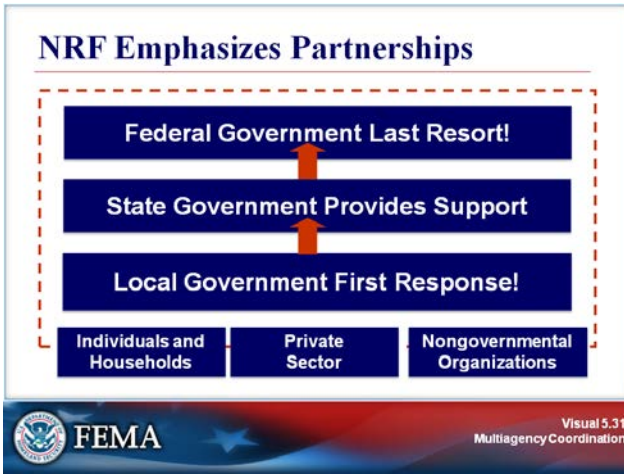 NRF Emphasizes Partnerships
Federal Government Last Resort!
State Government Provides Support
Local Government First Response!
Individuals and
Households
Private
Sector
Nongovernmental
Organizations
FEMA
Visual 5.31
Multiagency Coordination